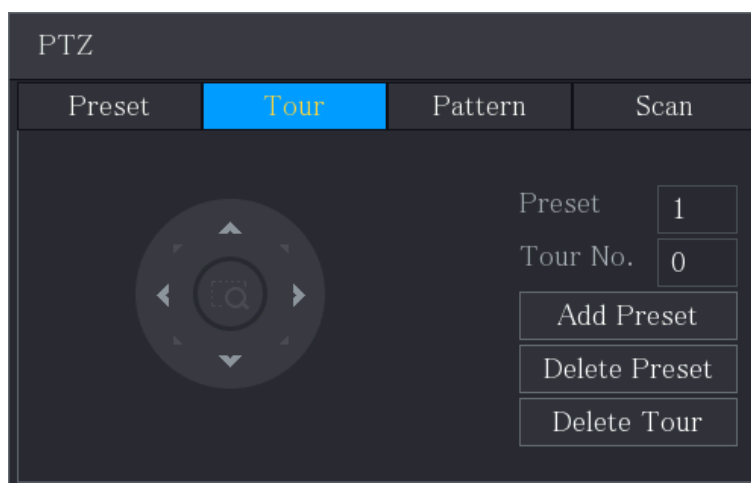 PTZ
Preset Tour Pattern Scan
Preset 1
Tour No. 0
Add Preset
Delete Preset
Delete Tour